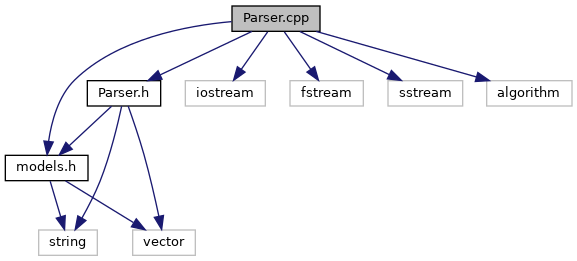 Parser.cpp
Parser.h
iostream
fstream
sstream
algorithm
models.h
string
vector